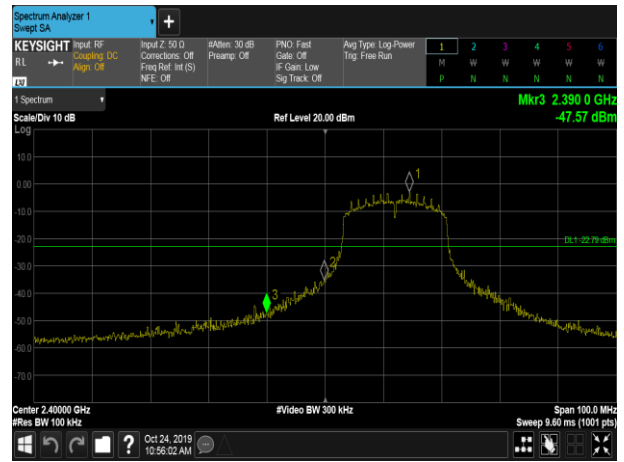 Spectrum Analyzer 1
Swept SA
KEYSIGHT
RL
LXI
Input: RF
Coupling: DC
Align: Off
Input Z: 50 Ω
Corrections: Off
Freq Ref: Int (S)
NFE: Off
#Atten: 30 dB
Preamp: Off
PNO: Fast
Gate: Off
IF Gain: Low
Sig Track: Off
Avg Type: Log-Power
Trig: Free Run
1 2 3 4 5 6
M W W W W W
P N N N N N
1 Spectrum
Mkr3 2.390 0 GHz
Scale/Div 10 dB
Ref Level 20.00 dBm
-47.57 dBm
Log
10.0
0.00
-10.0
-20.0
-30.0
-40.0
-50.0
-60.0
-70.0
1
2
3
DL1 -22.79 dBm
Center 2.40000 GHz
#Video BW 300 kHz
Span 100.0 MHz
#Res BW 100 kHz
Sweep 9.60 ms (1001 pts)
?
Oct 24, 2019
10:56:02 AM